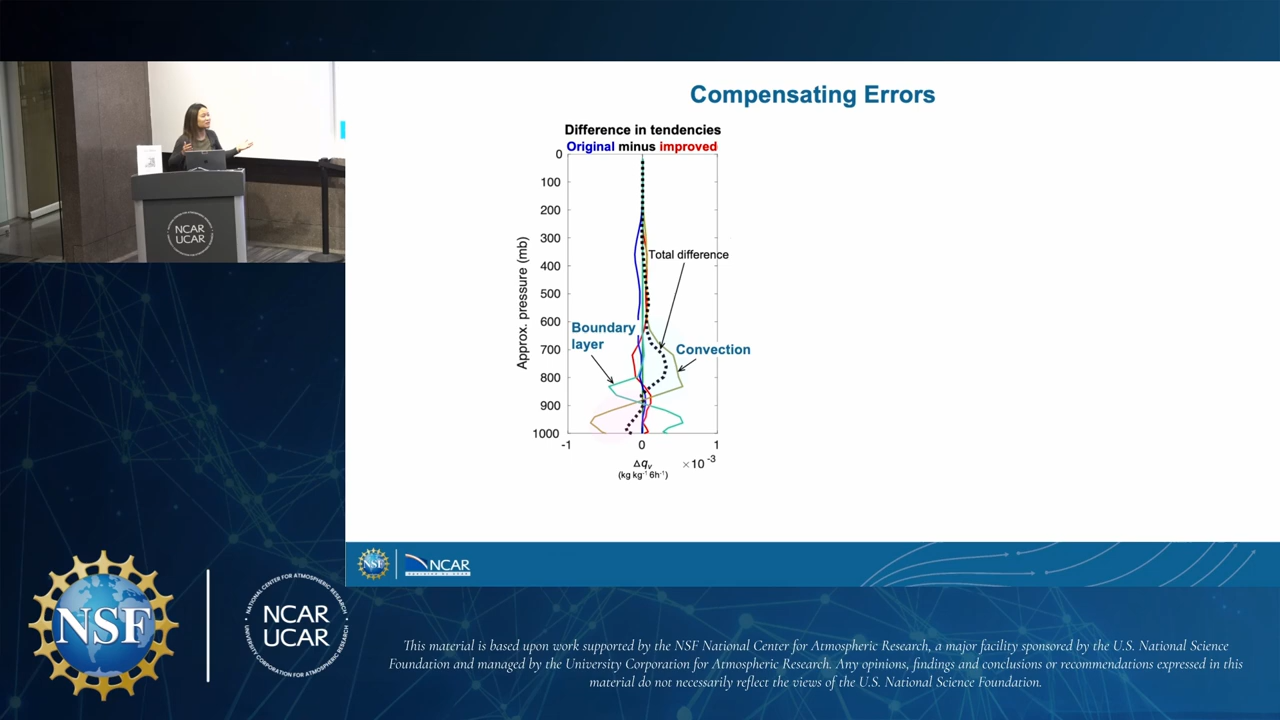 Compensating Errors
Difference in tendencies
Original minus improved
0
100
200
300
400
500
600
700
800
900
1000
Approx. pressure (mb)
Total difference
Boundary
layer
Convection
-1
0
1
Δqᵥ
×10⁻³
(kg kg⁻¹ 6h⁻¹)
NCAR
UCAR
NSF
NCAR
NSF
NATIONAL CENTER FOR ATMOSPHERIC RESEARCH
NCAR
UCAR
UNIVERSITY CORPORATION FOR ATMOSPHERIC RESEARCH
This material is based upon work supported by the NSF National Center for Atmospheric Research, a major facility sponsored by the U.S. National Science
Foundation and managed by the University Corporation for Atmospheric Research. Any opinions, findings and conclusions or recommendations expressed in this
material do not necessarily reflect the views of the U.S. National Science Foundation.